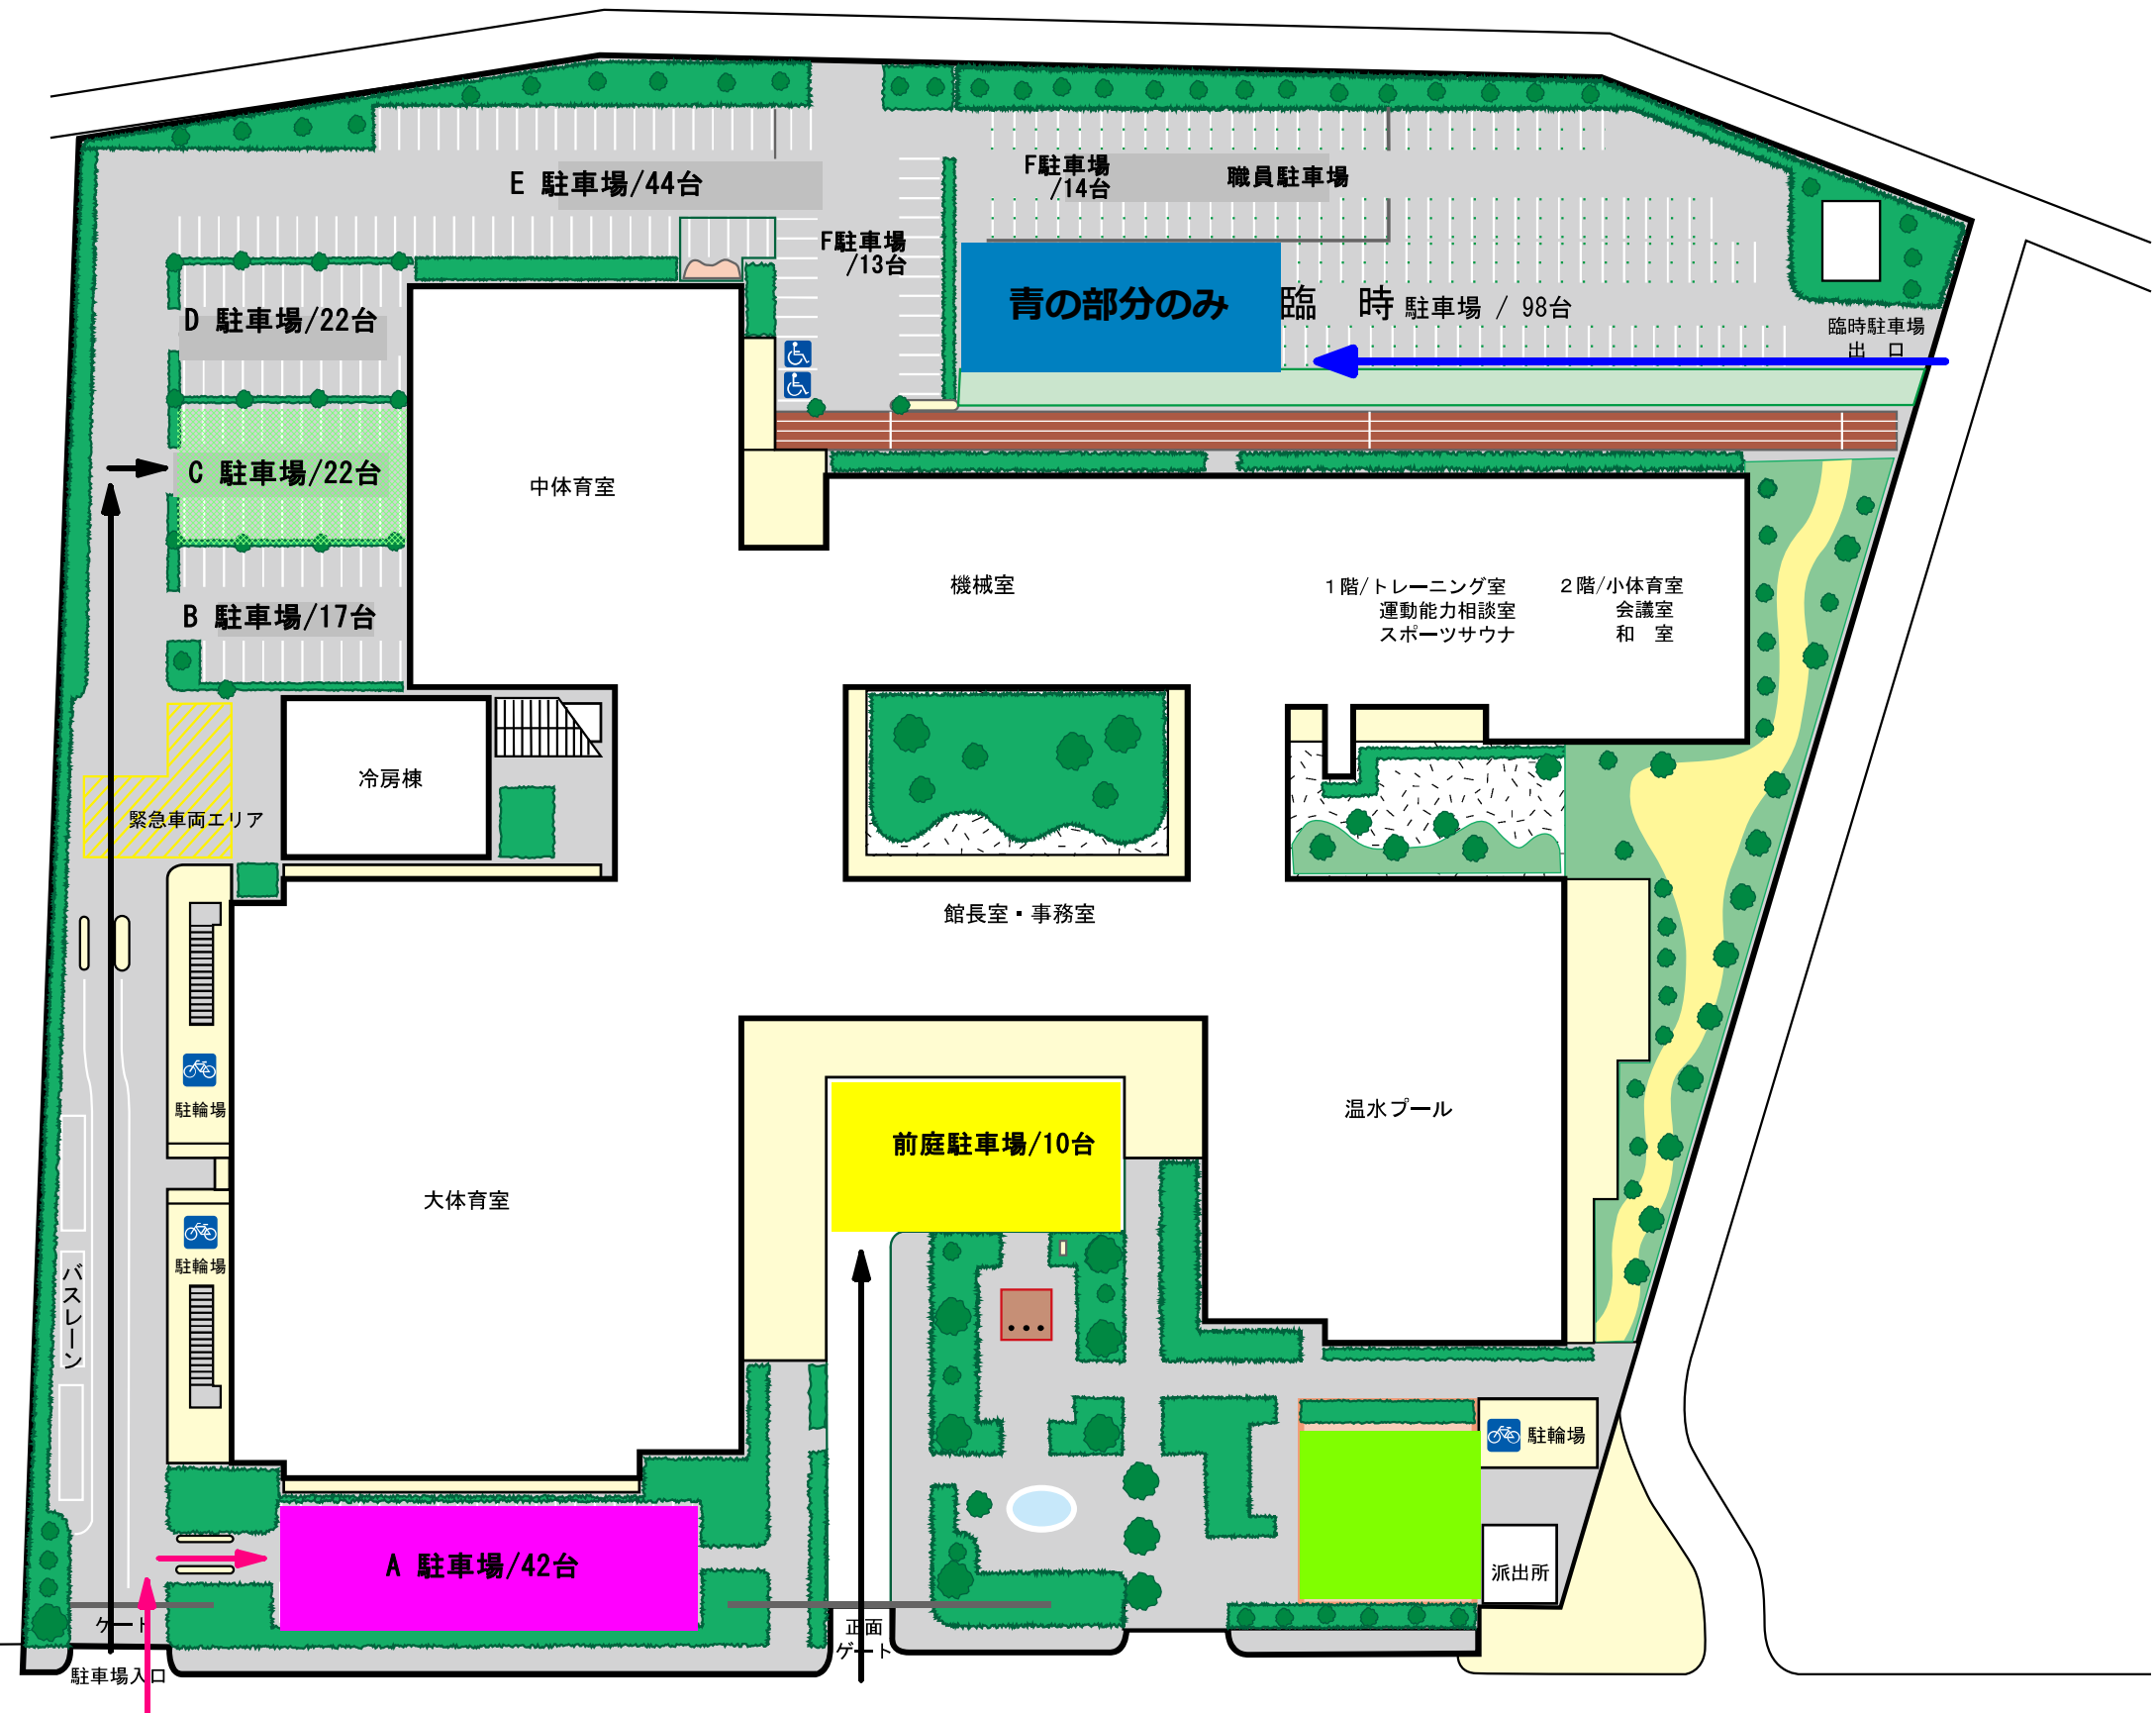 E 駐車場/44台
F駐車場
/14台
職員駐車場
F駐車場
/13台
D 駐車場/22台
青の部分のみ
臨 時 駐車場 / 98台
臨時駐車場
出 口
C 駐車場/22台
中体育室
機械室
1階/トレーニング室
運動能力相談室
スポーツサウナ
2階/小体育室
会議室
和 室
B 駐車場/17台
冷房棟
緊急車両エリア
館長室・事務室
駐輪場
温水プール
前庭駐車場/10台
大体育室
駐輪場
バスレーン
駐輪場
A 駐車場/42台
派出所
ゲート
正面
ゲート
駐車場入口